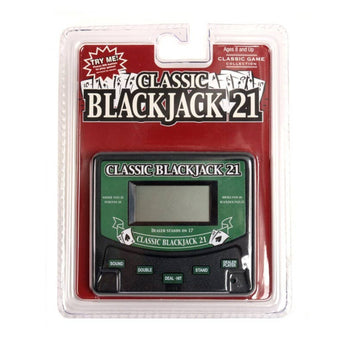 TRY ME!
Ages 8 and Up
CLASSIC GAME
COLLECTION
CLASSIC
BLACKJACK 21
CLASSIC BLACKJACK 21
DEALER STANDS ON 17
CLASSIC BLACKJACK 21
SOUND
DOUBLE
DEAL·HIT
STAND